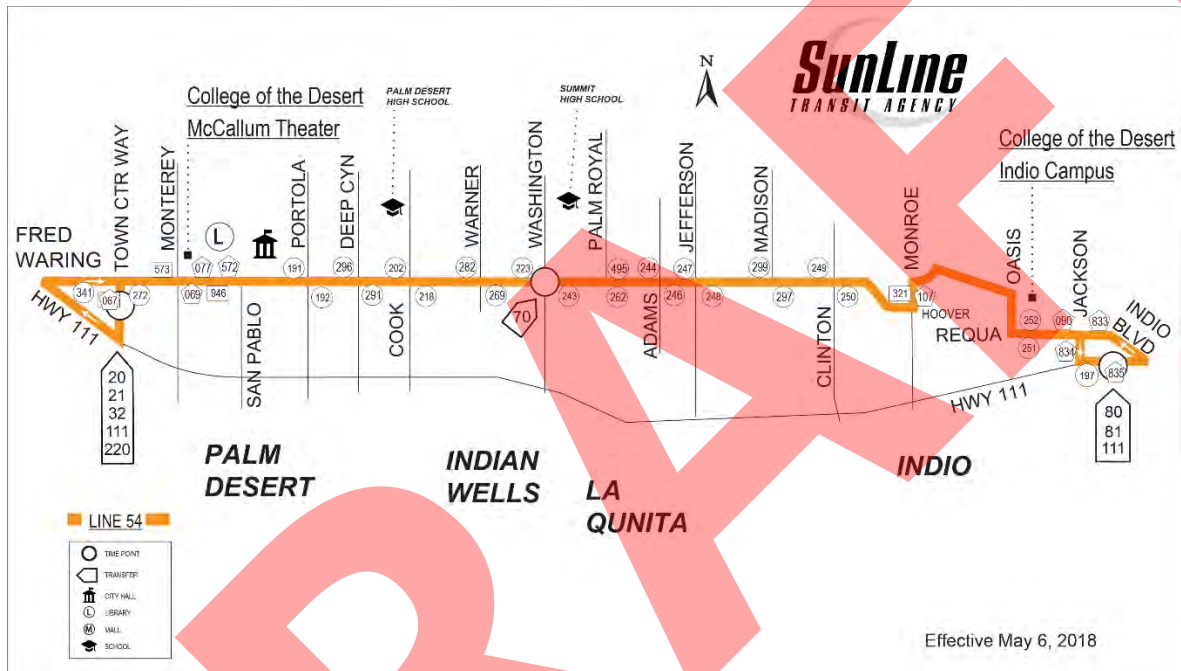 SunLine
TRANSIT AGENCY
N
College of the Desert
McCallum Theater
PALM DESERT
HIGH SCHOOL
SUMMIT
HIGH SCHOOL
College of the Desert
Indio Campus
FRED
WARING
TOWN CTR WAY
MONTEREY
L
PORTOLA
DEEP CYN
WARNER
WASHINGTON
PALM ROYAL
JEFFERSON
MADISON
MONROE
OASIS
JACKSON
INDIO
BLVD
573
077
572
191
296
202
282
223
495
244
247
299
249
321
107
252
090
833
341
067
272
069
946
192
291
218
269
243
262
246
248
297
250
HOOVER
REQUA
251
834
197
835
HWY 111
SAN PABLO
COOK
70
ADAMS
CLINTON
HWY 111
20
21
32
111
220
80
81
111
PALM
DESERT
INDIAN
WELLS
LA
QUNITA
INDIO
LINE 54
TIME POINT
TRANSFER
CITY HALL
L LIBRARY
M MALL
SCHOOL
Effective May 6, 2018
DRAFT